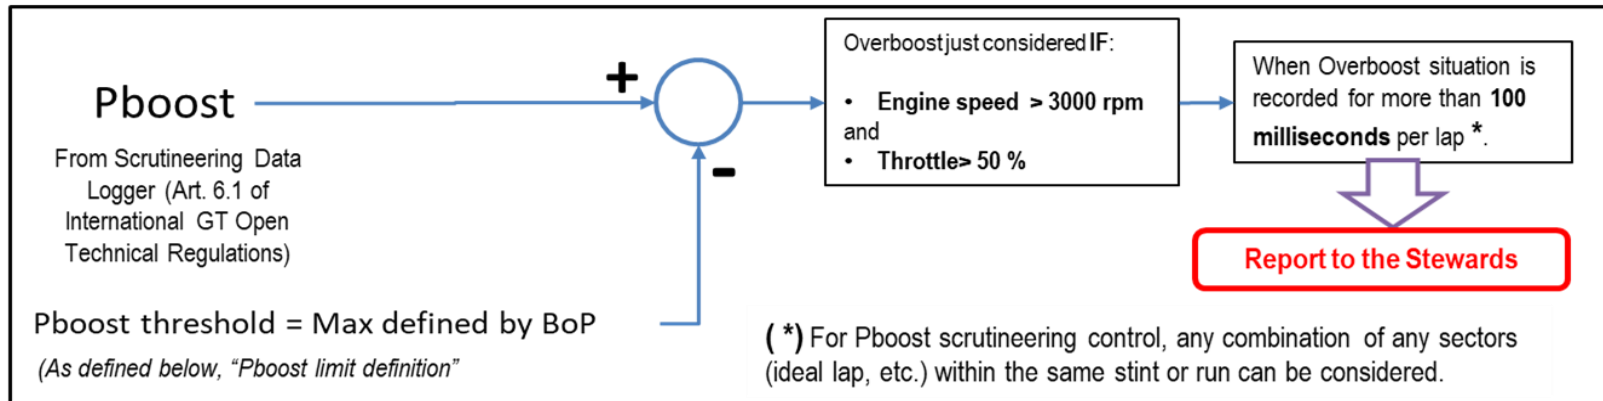 Pboost
From Scrutineering Data
Logger (Art. 6.1 of
International GT Open
Technical Regulations)
+
-
Pboost threshold = Max defined by BoP
(As defined below, “Pboost limit definition”
Overboost just considered IF:
• Engine speed > 3000 rpm
and
• Throttle> 50 %
When Overboost situation is
recorded for more than 100
milliseconds per lap *.
Report to the Stewards
(*) For Pboost scrutineering control, any combination of any sectors
(ideal lap, etc.) within the same stint or run can be considered.